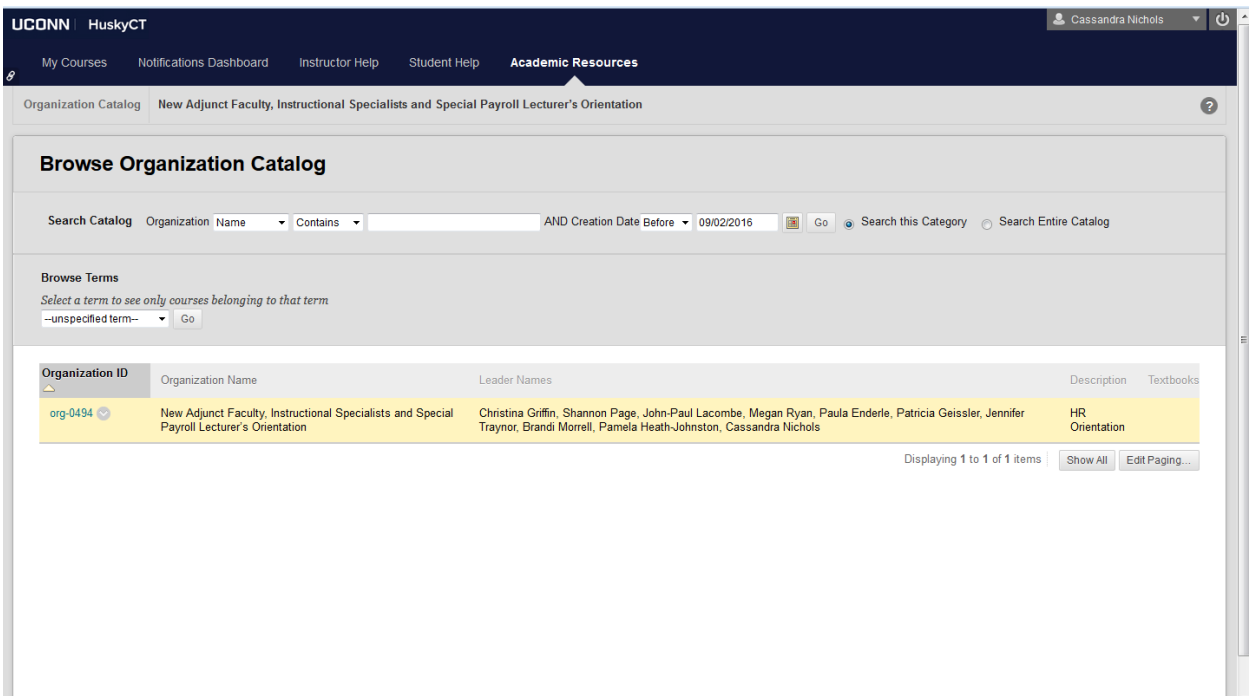 UCONN | HuskyCT
Cassandra Nichols
My Courses Notifications Dashboard Instructor Help Student Help Academic Resources
Organization Catalog New Adjunct Faculty, Instructional Specialists and Special Payroll Lecturer's Orientation
Browse Organization Catalog
Search Catalog Organization Name Contains AND Creation Date Before 09/02/2016 Go Search this Category Search Entire Catalog
Browse Terms
Select a term to see only courses belonging to that term
--unspecified term-- Go
Organization ID Organization Name Leader Names Description Textbooks
org-0494 New Adjunct Faculty, Instructional Specialists and Special Christina Griffin, Shannon Page, John-Paul Lacombe, Megan Ryan, Paula Enderle, Patricia Geissler, Jennifer HR
Payroll Lecturer's Orientation Traynor, Brandi Morrell, Pamela Heath-Johnston, Cassandra Nichols Orientation
Displaying 1 to 1 of 1 items Show All Edit Paging...